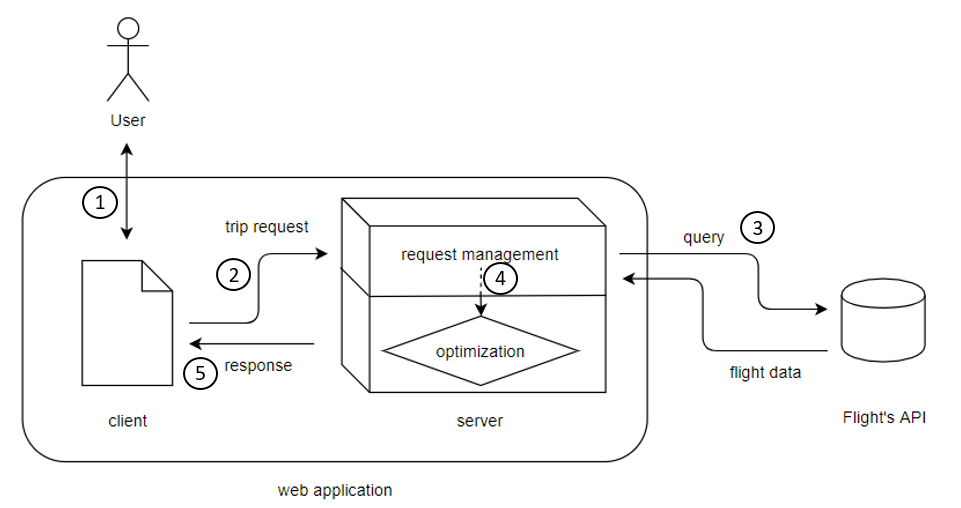 User
1
trip request
2
request management
query
3
4
optimization
response
5
flight data
client
server
Flight's API
web application